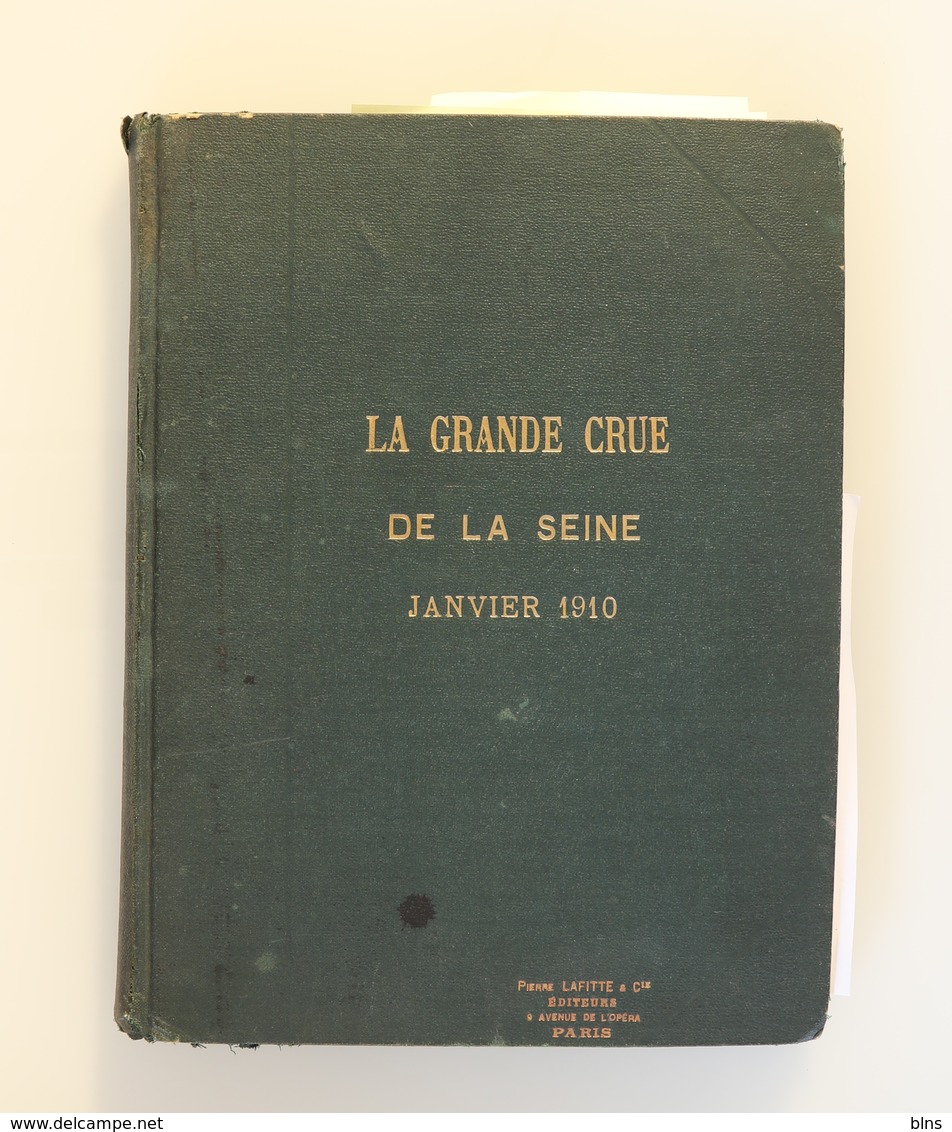 LA GRANDE CRUE
DE LA SEINE
JANVIER 1910
PIERRE LAFITTE & CIE
ÉDITEURS
9 AVENUE DE L'OPÉRA
PARIS
www.delcampe.net
blns